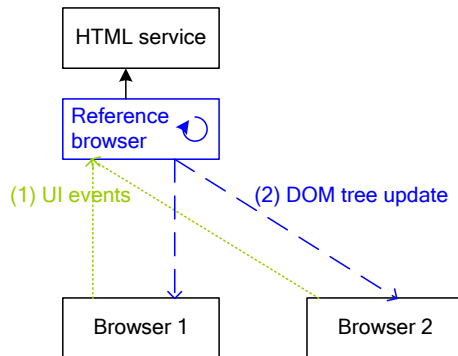 HTML service
Reference
browser
(1) UI events
(2) DOM tree update
Browser 1
Browser 2